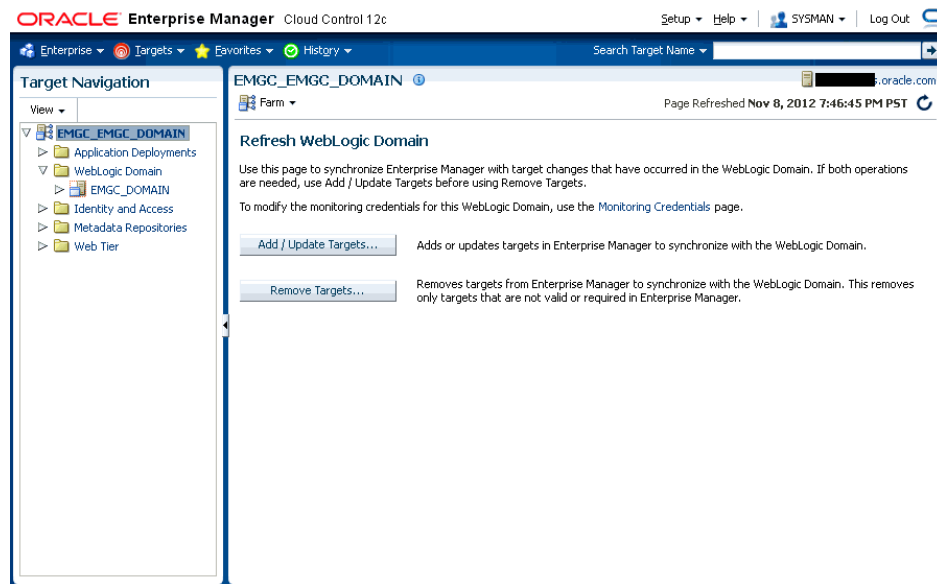 ORACLE Enterprise Manager Cloud Control 12c
Setup Help SYSMAN Log Out
Enterprise Targets Favorites History Search Target Name
Target Navigation
View
EMGC_EMGC_DOMAIN
Application Deployments
WebLogic Domain
EMGC_DOMAIN
Identity and Access
Metadata Repositories
Web Tier
EMGC_EMGC_DOMAIN
s.oracle.com
Farm
Page Refreshed Nov 8, 2012 7:46:45 PM PST
Refresh WebLogic Domain
Use this page to synchronize Enterprise Manager with target changes that have occurred in the WebLogic Domain. If both operations
are needed, use Add / Update Targets before using Remove Targets.
To modify the monitoring credentials for this WebLogic Domain, use the Monitoring Credentials page.
Add / Update Targets...
Adds or updates targets in Enterprise Manager to synchronize with the WebLogic Domain.
Remove Targets...
Removes targets from Enterprise Manager to synchronize with the WebLogic Domain. This removes
only targets that are not valid or required in Enterprise Manager.